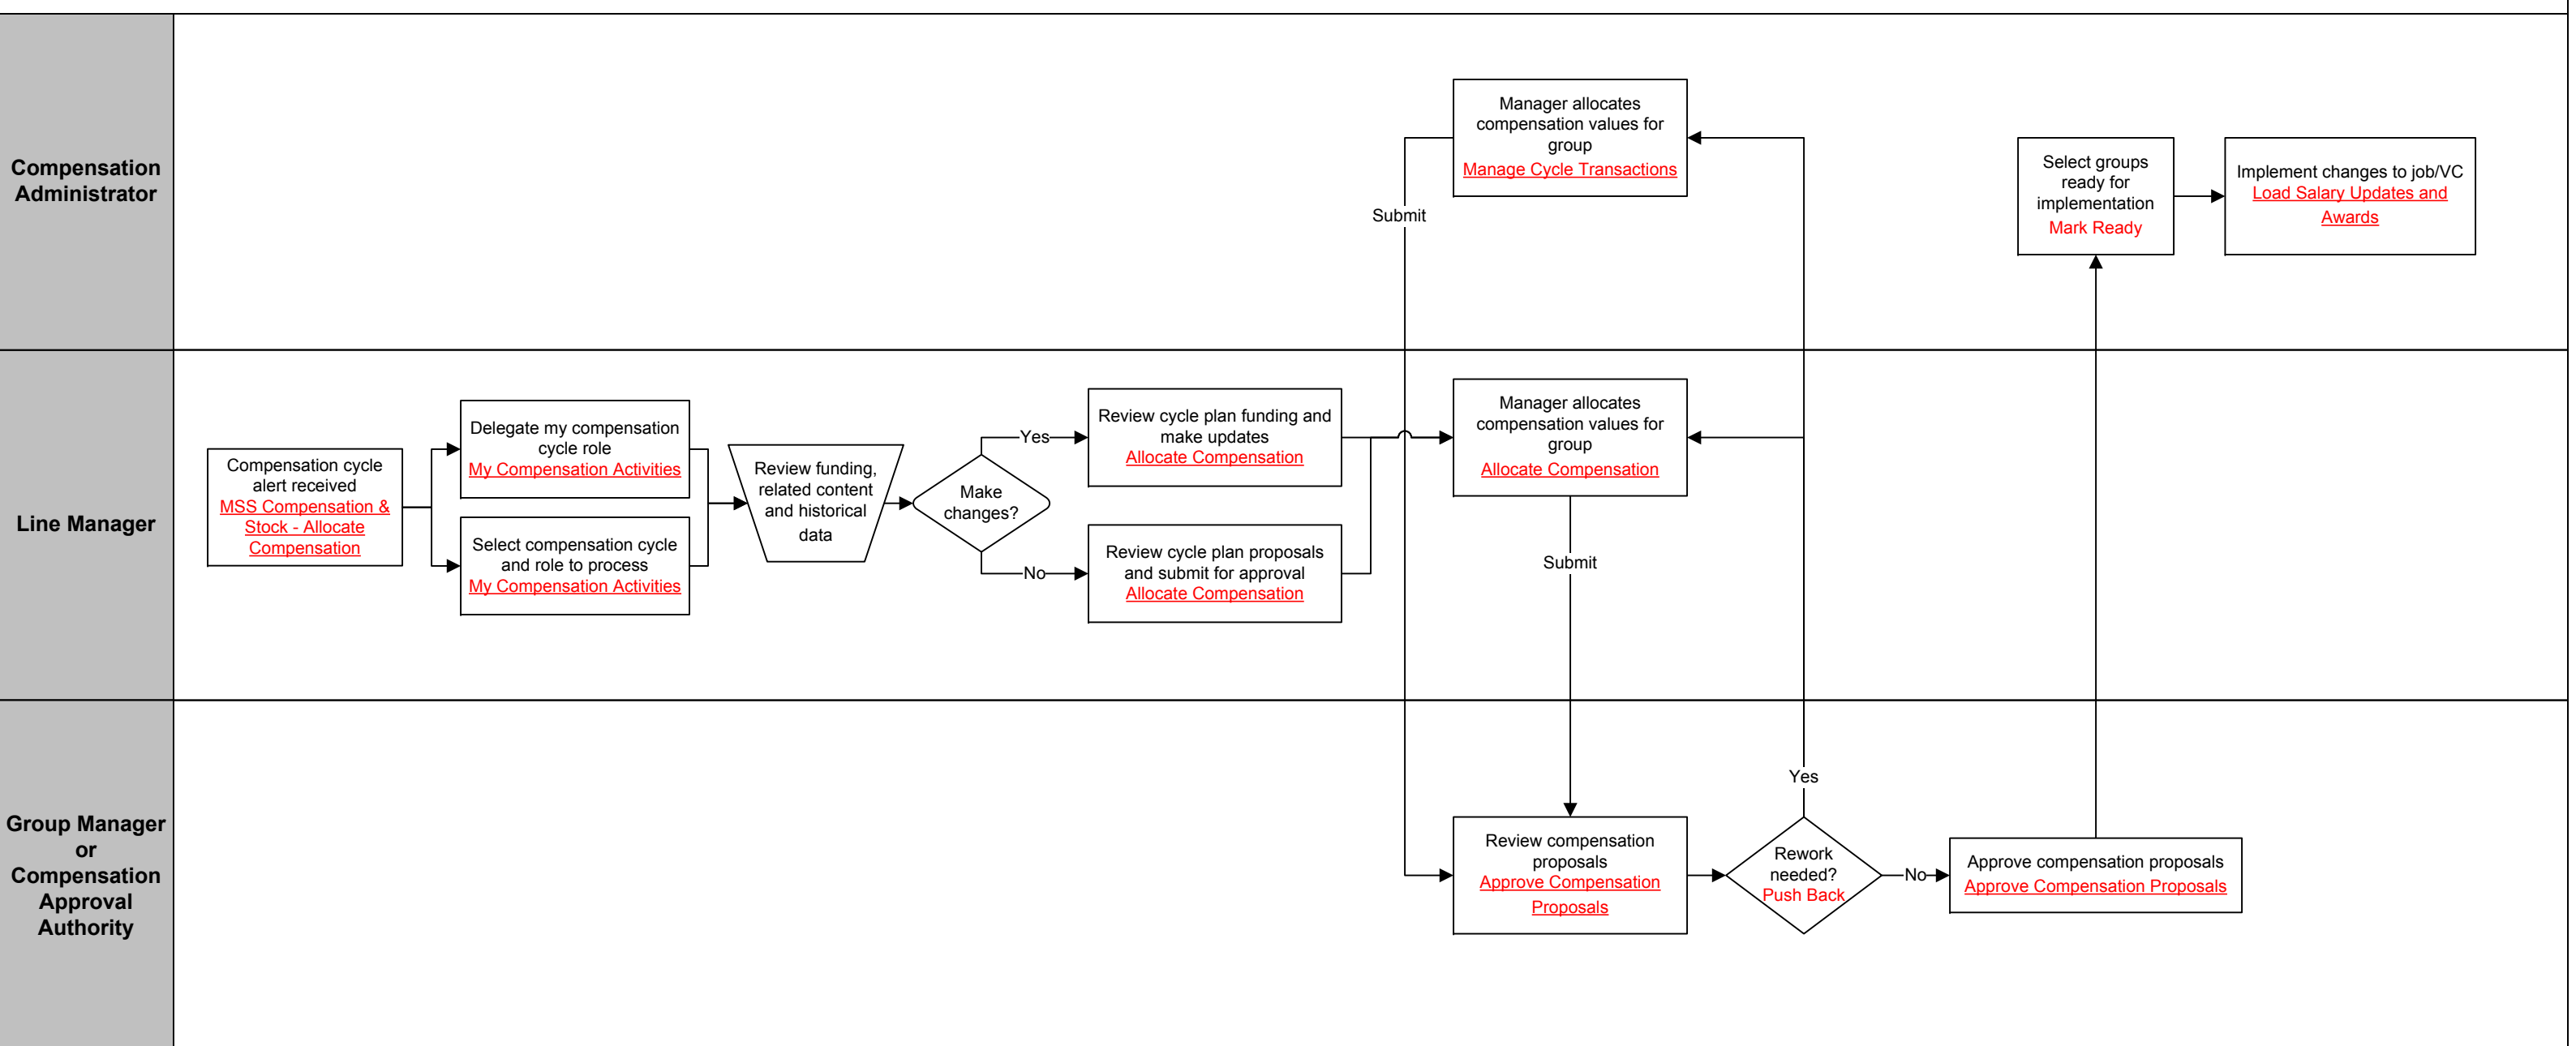 Compensation
Administrator
Manager allocates
compensation values for
group
Manage Cycle Transactions
Submit
Select groups
ready for
implementation
Mark Ready
Implement changes to job/VC
Load Salary Updates and
Awards
Line Manager
Compensation cycle
alert received
MSS Compensation &
Stock - Allocate
Compensation
Delegate my compensation
cycle role
My Compensation Activities
Select compensation cycle
and role to process
My Compensation Activities
Review funding,
related content
and historical
data
Make
changes?
Yes
No
Review cycle plan funding and
make updates
Allocate Compensation
Review cycle plan proposals
and submit for approval
Allocate Compensation
Manager allocates
compensation values for
group
Allocate Compensation
Submit
Group Manager
or
Compensation
Approval
Authority
Review compensation
proposals
Approve Compensation
Proposals
Yes
Rework
needed?
Push Back
No
Approve compensation proposals
Approve Compensation Proposals